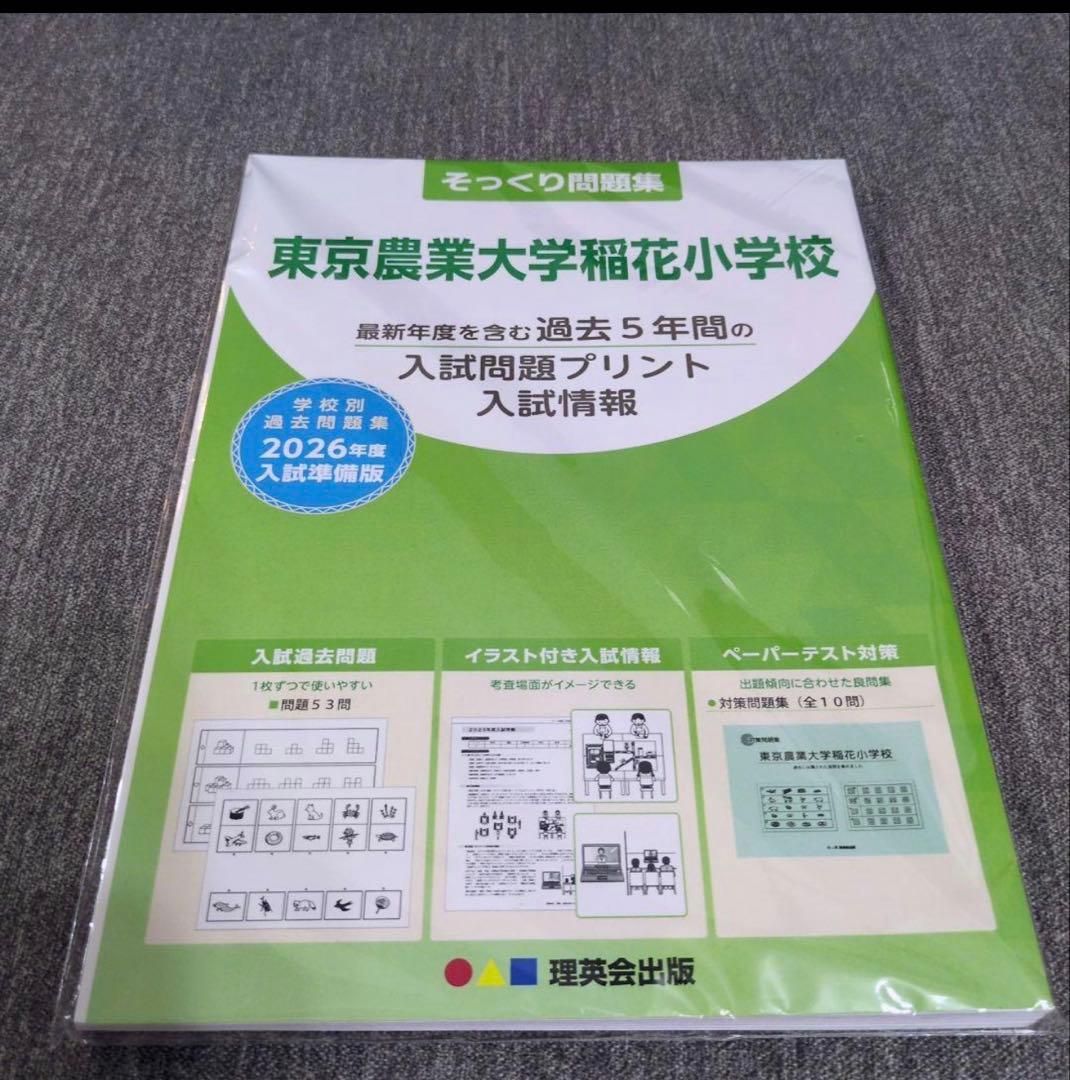 そっくり問題集
東京農業大学稲花小学校
最新年度を含む過去5年間の
入試問題プリント
入試情報
学校別
過去問題集
2026年度
入試準備版
入試過去問題
1枚ずつで使いやすい
■問題53問
イラスト付き入試情報
考査場面がイメージできる
ペーパーテスト対策
出題傾向に合わせた良問集
●対策問題集（全10問）
東京農業大学稲花小学校
理英会出版